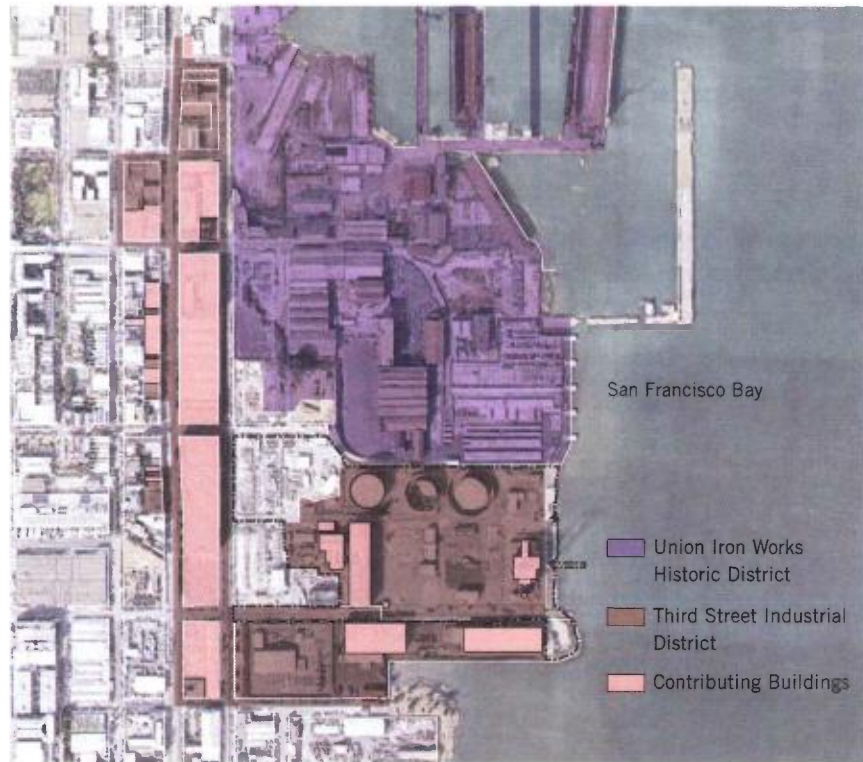 San Francisco Bay
Union Iron Works
Historic District
Third Street Industrial
District
Contributing Buildings